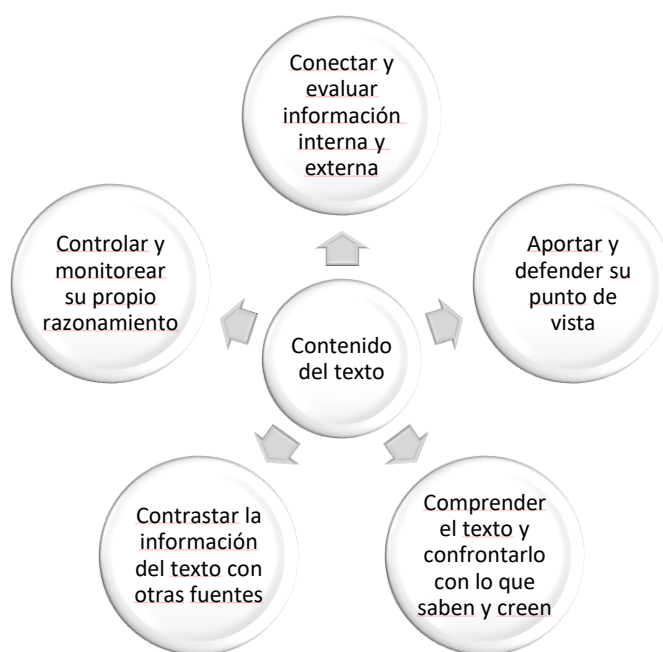 Conectar y
evaluar
información
interna y
externa
Controlar y
monitorear
su propio
razonamiento
Aportar y
defender su
punto de
vista
Contenido
del texto
Contrastar la
información
del texto con
otras fuentes
Comprender
el texto y
confrontarlo
con lo que
saben y creen